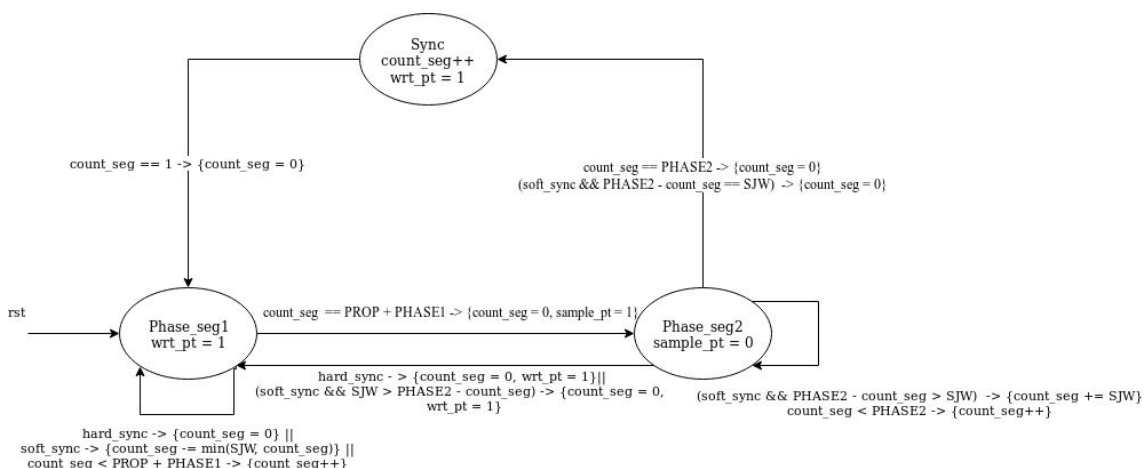 Sync
count_seg++
wrt_pt = 1
count_seg == 1 -> {count_seg = 0}
count_seg == PHASE2 -> {count_seg = 0}
(soft_sync && PHASE2 - count_seg == SJW) -> {count_seg = 0}
rst
Phase_seg1
wrt_pt = 1
count_seg == PROP + PHASE1 -> {count_seg = 0, sample_pt = 1}
Phase_seg2
sample_pt = 0
hard_sync - > {count_seg = 0, wrt_pt = 1}||
(soft_sync && SJW > PHASE2 - count_seg) -> {count_seg = 0,
wrt_pt = 1}
(soft_sync && PHASE2 - count_seg > SJW) -> {count_seg += SJW}
count_seg < PHASE2 -> {count_seg++}
hard_sync -> {count_seg = 0} ||
soft_sync -> {count_seg -= min(SJW, count_seg)} ||
count_seg < PROP + PHASE1 -> {count_seg++}